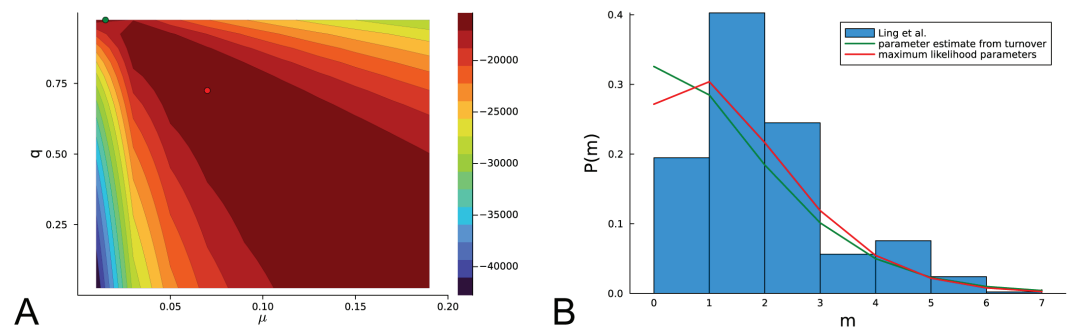 0.75
0.50
0.25
q
0.05
0.10
0.15
0.20
μ
−20000
−25000
−30000
−35000
−40000
A
0.4
0.3
0.2
0.1
0.0
P(m)
Ling et al.
parameter estimate from turnover
maximum likelihood parameters
0 1 2 3 4 5 6 7
m
B